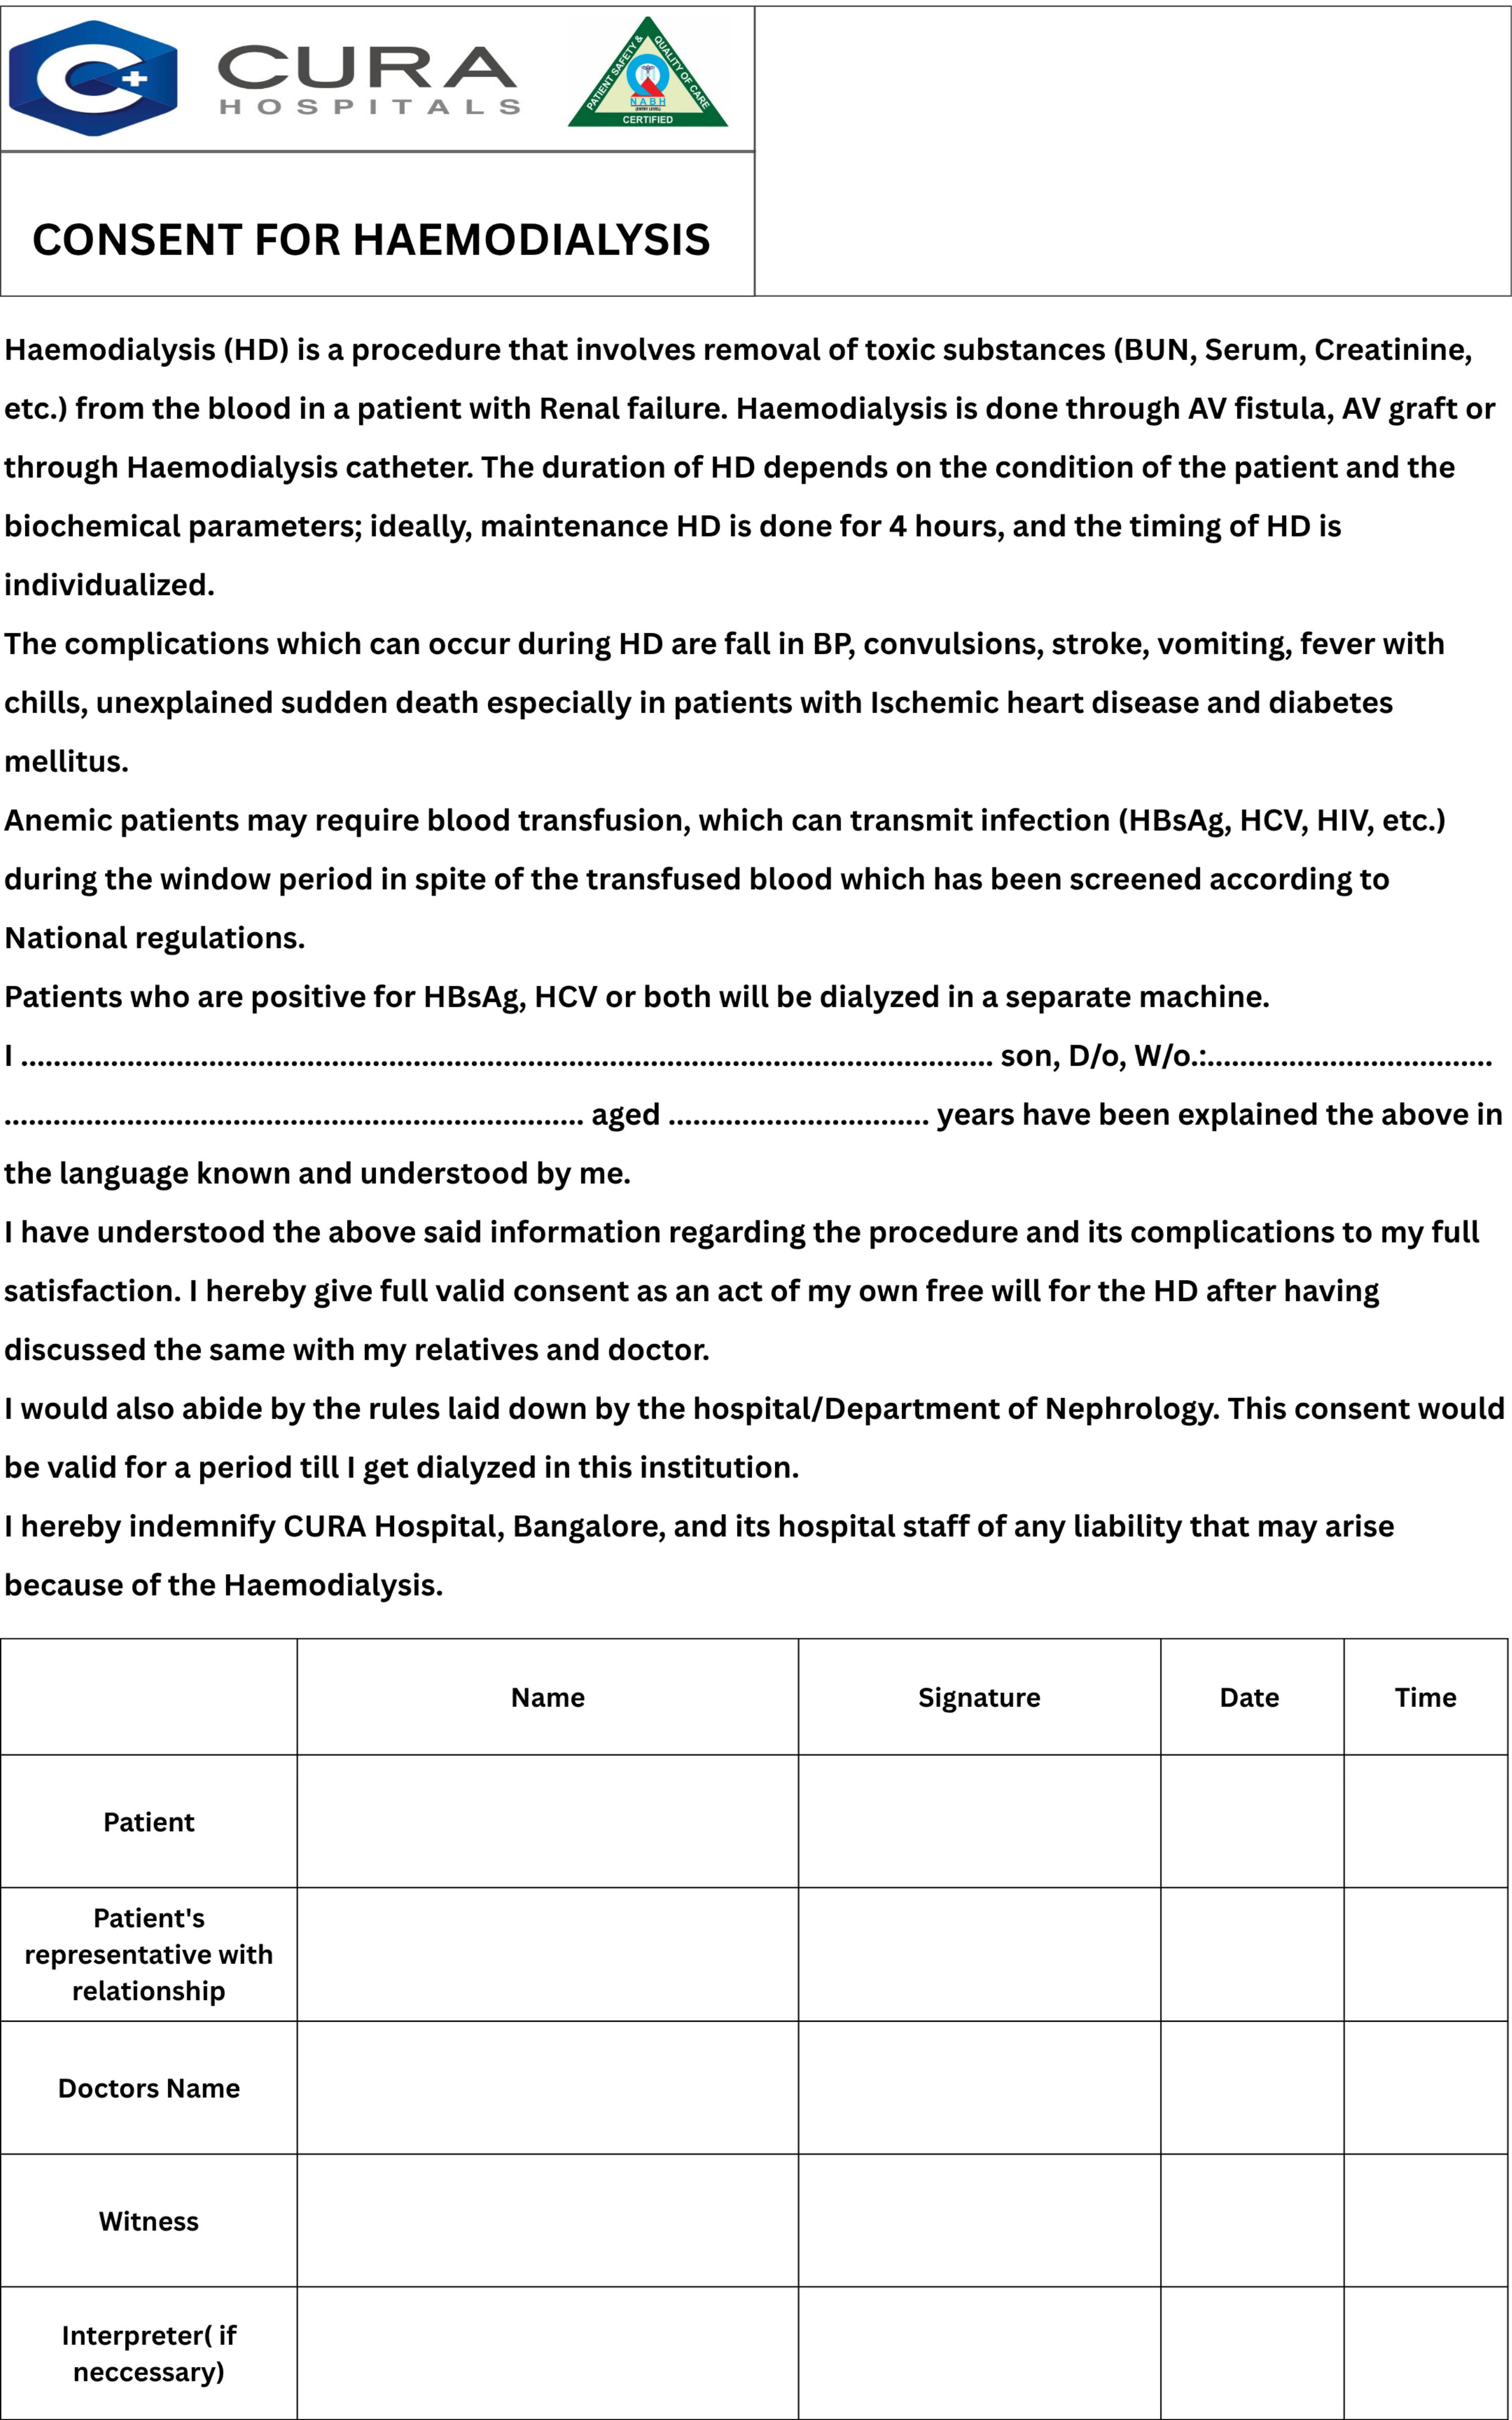 CURA
HOSPITALS
PATIENT SAFETY & QUALITY OF CARE
NABH
(ENTRY LEVEL)
CERTIFIED
CONSENT FOR HAEMODIALYSIS
Haemodialysis (HD) is a procedure that involves removal of toxic substances (BUN, Serum, Creatinine,
etc.) from the blood in a patient with Renal failure. Haemodialysis is done through AV fistula, AV graft or
through Haemodialysis catheter. The duration of HD depends on the condition of the patient and the
biochemical parameters; ideally, maintenance HD is done for 4 hours, and the timing of HD is
individualized.
The complications which can occur during HD are fall in BP, convulsions, stroke, vomiting, fever with
chills, unexplained sudden death especially in patients with Ischemic heart disease and diabetes
mellitus.
Anemic patients may require blood transfusion, which can transmit infection (HBsAg, HCV, HIV, etc.)
during the window period in spite of the transfused blood which has been screened according to
National regulations.
Patients who are positive for HBsAg, HCV or both will be dialyzed in a separate machine.
I ........................................................................................................................ son, D/o, W/o.:...................................
....................................................................... aged ................................ years have been explained the above in
the language known and understood by me.
I have understood the above said information regarding the procedure and its complications to my full
satisfaction. I hereby give full valid consent as an act of my own free will for the HD after having
discussed the same with my relatives and doctor.
I would also abide by the rules laid down by the hospital/Department of Nephrology. This consent would
be valid for a period till I get dialyzed in this institution.
I hereby indemnify CURA Hospital, Bangalore, and its hospital staff of any liability that may arise
because of the Haemodialysis.
Name Signature Date Time
Patient
Patient's
representative with
relationship
Doctors Name
Witness
Interpreter( if
neccessary)